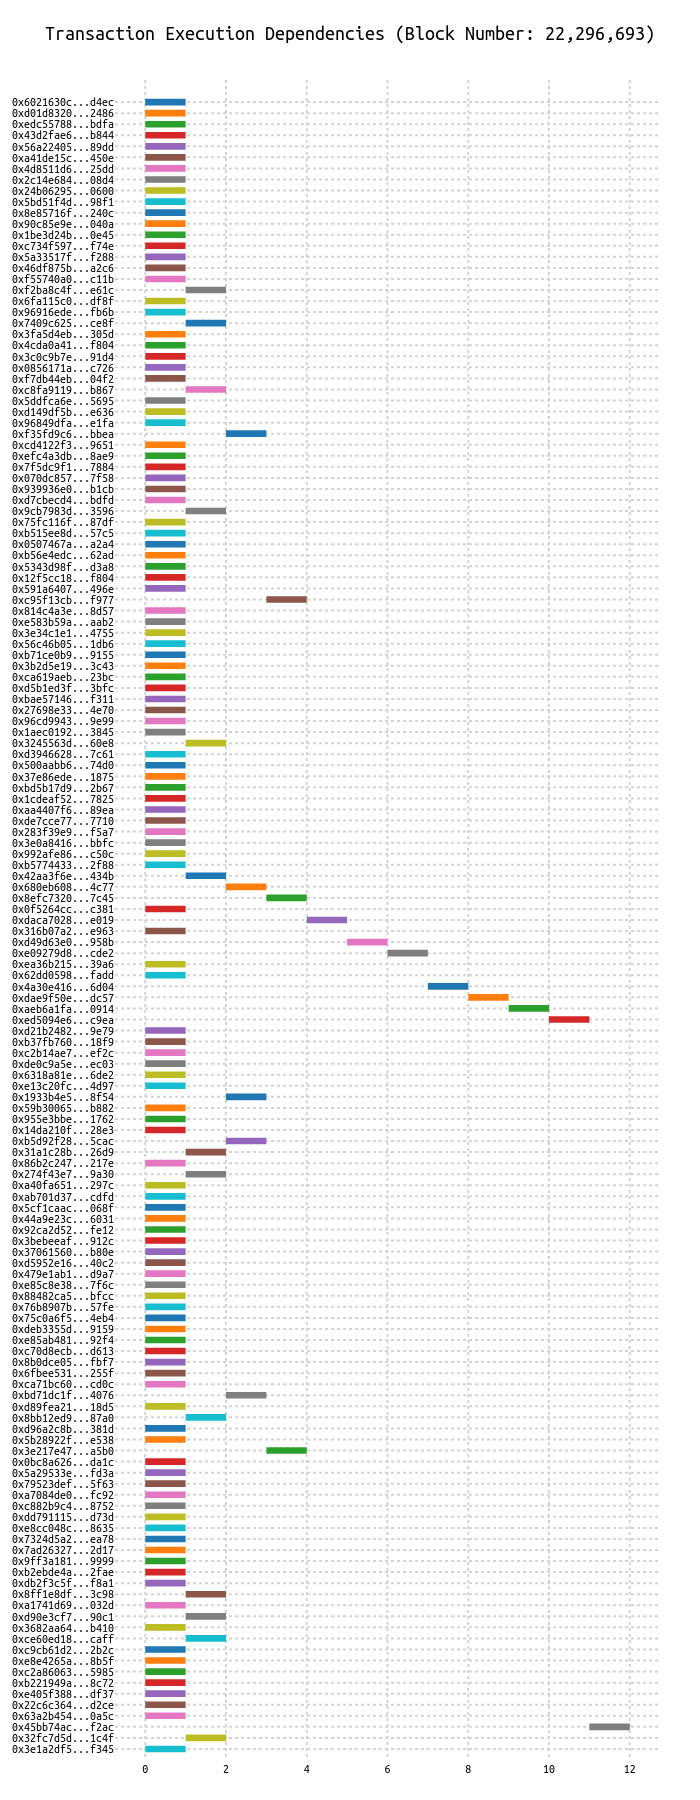 Transaction Execution Dependencies (Block Number: 22,296,693)
0x6021630c...d4ec
0xd01d8320...2486
0xedc55788...bdfa
0x43d2fae6...b844
0x56a22405...89dd
0xa41de15c...450e
0x4d8511d6...25dd
0x2c14e684...08d4
0x24b06295...0600
0x5bd51f4d...98f1
0x8e85716f...240c
0x90c85e9e...040a
0x1be3d24b...0e45
0xc734f597...f74e
0x5a33517f...f288
0x46df875b...a2c6
0xf55740a0...c11b
0xf2ba8c4f...e61c
0x6fa115c0...df8f
0x96916ede...fb6b
0x7409c625...ce8f
0x3fa5d4eb...305d
0x4cda0a41...f804
0x3c0c9b7e...91d4
0x0856171a...c726
0xf7db44eb...04f2
0xc8fa9119...b867
0x5ddfca6e...5695
0xd149df5b...e636
0x96849dfa...e1fa
0xf35fd9c6...bbea
0xcd4122f3...9651
0xefc4a3db...8ae9
0x7f5dc9f1...7884
0x070dc857...7f58
0x939936e0...b1cb
0xd7cbecd4...bdfd
0x9cb7983d...3596
0x75fc116f...87df
0xb515ee8d...57c5
0x0507467a...a2a4
0xb56e4edc...62ad
0x5343d98f...d3a8
0x12f5cc18...f804
0x591a6407...496e
0xc95f13cb...f977
0x814c4a3e...8d57
0xe583b59a...aab2
0x3e34c1e1...4755
0x56c46b05...1db6
0xb71ce0b9...9155
0x3b2d5e19...3c43
0xca619aeb...23bc
0xd5b1ed3f...3bfc
0xbae57146...f311
0x27698e33...4e70
0x96cd9943...9e99
0x1aec0192...3845
0x3245563d...60e8
0xd3946628...7c61
0x500aabb6...74d0
0x37e86ede...1875
0xbd5b17d9...2b67
0x1cdeaf52...7825
0xaa4407f6...89ea
0xde7cce77...7710
0x283f39e9...f5a7
0x3e0a8416...bbfc
0x992afe86...c50c
0xb5774433...2f88
0x42aa3f6e...434b
0x680eb608...4c77
0x8efc7320...7c45
0x0f5264cc...c381
0xdaca7028...e019
0x316b07a2...e963
0xd49d63e0...958b
0xe09279d8...cde2
0xea36b215...39a6
0x62dd0598...fadd
0x4a30e416...6d04
0xdae9f50e...dc57
0xaeb6a1fa...0914
0xed5094e6...c9ea
0xd21b2482...9e79
0xb37fb760...18f9
0xc2b14ae7...ef2c
0xde0c9a5e...ec03
0x6318a81e...6de2
0xe13c20fc...4d97
0x1933b4e5...8f54
0x59b30065...b882
0x955e3bbe...1762
0x14da210f...28e3
0xb5d92f28...5cac
0x31a1c28b...26d9
0x86b2c247...217e
0x274f43e7...9a30
0xa40fa651...297c
0xab701d37...cdfd
0x5cf1caac...068f
0x44a9e23c...6031
0x92ca2d52...fe12
0x3bebeeaf...912c
0x37061560...b80e
0xd5952e16...40c2
0x479e1ab1...d9a7
0xe85c8e38...7f6c
0x88482ca5...bfcc
0x76b8907b...57fe
0x75c0a6f5...4eb4
0xdeb3355d...9159
0xe85ab481...92f4
0xc70d8ecb...d613
0x8b0dce05...fbf7
0x6fbee531...255f
0xca71bc60...cd0c
0xbd71dc1f...4076
0xd89fea21...18d5
0x8bb12ed9...87a0
0xd96a2c8b...381d
0x5b28922f...e538
0x3e217e47...a5b0
0x0bc8a626...da1c
0x5a29533e...fd3a
0x79523def...5f63
0xa7084de0...fc92
0xc882b9c4...8752
0xdd791115...d73d
0xe8cc048c...8635
0x7324d5a2...ea78
0x7ad26327...2d17
0x9ff3a181...9999
0xb2ebde4a...2fae
0xdb2f3c5f...f8a1
0x8ff1e8df...3c98
0xa1741d69...032d
0xd90e3cf7...90c1
0x3682aa64...b410
0xce60ed18...caff
0xc9cb61d2...2b2c
0xe8e4265a...8b5f
0xc2a86063...5985
0xb221949a...8c72
0xe405f388...df37
0x22c6c364...d2ce
0x63a2b454...0a5c
0x45bb74ac...f2ac
0x32fc7d5d...1c4f
0x3e1a2df5...f345
0 2 4 6 8 10 12